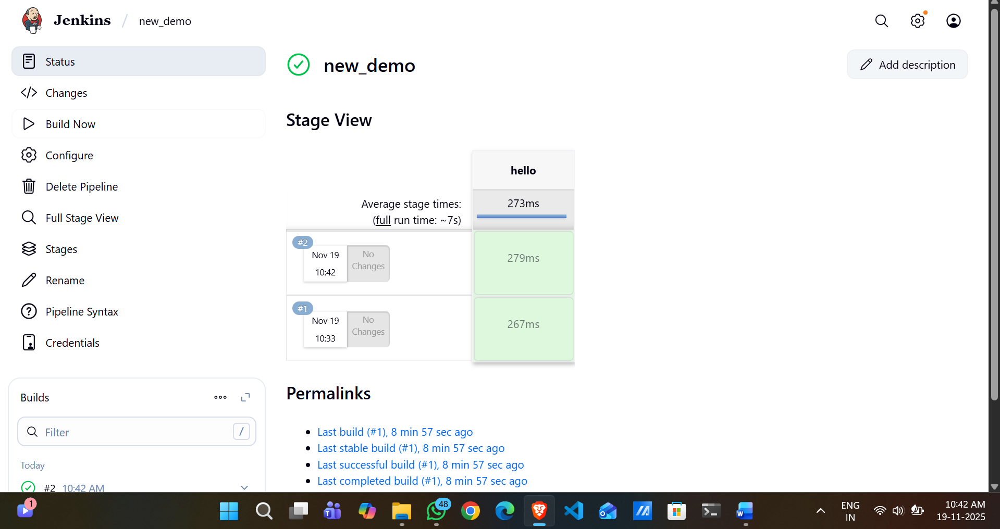 Jenkins / new_demo
Status
Changes
Build Now
Configure
Delete Pipeline
Full Stage View
Stages
Rename
Pipeline Syntax
Credentials
Builds
Filter /
Today
#2 10:42 AM
new_demo
Add description
Stage View
hello
Average stage times:
(full run time: ~7s)
273ms
#2
Nov 19
10:42
No
Changes
279ms
#1
Nov 19
10:33
No
Changes
267ms
Permalinks
Last build (#1), 8 min 57 sec ago
Last stable build (#1), 8 min 57 sec ago
Last successful build (#1), 8 min 57 sec ago
Last completed build (#1), 8 min 57 sec ago
1
T
48
O
W
ENG
IN
10:42 AM
19-11-2025